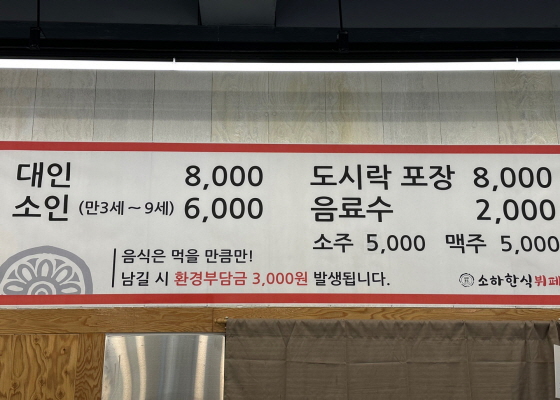 대인 8,000
소인 (만3세~9세) 6,000
음식은 먹을 만큼만!
남길 시 환경부담금 3,000원 발생됩니다.
도시락 포장 8,000
음료수 2,000
소주 5,000 맥주 5,000
소하한식뷔페